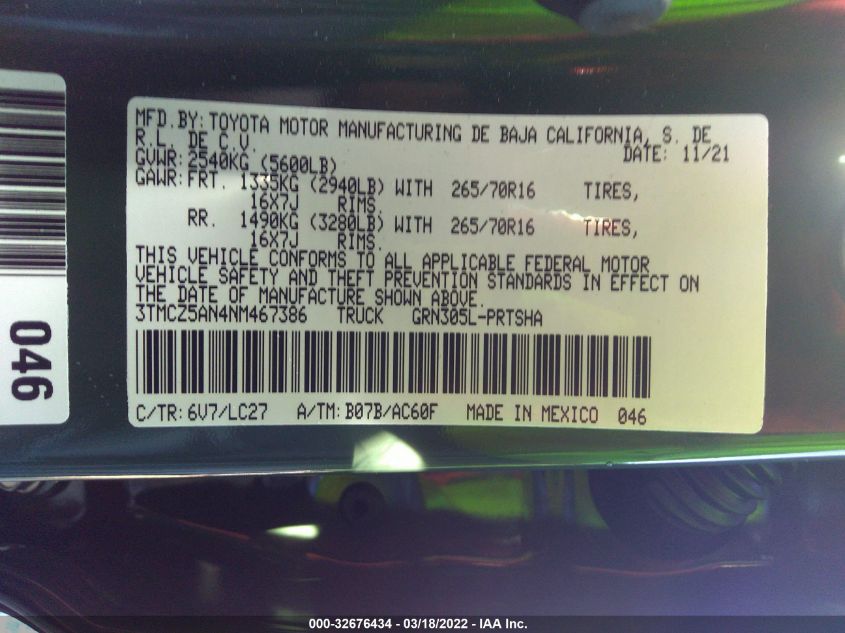 MFD.BY:TOYOTA MOTOR MANUFACTURING DE BAJA CALIFORNIA, S. DE
R.L. DE C.V.
DATE: 11/21
GVWR: 2540KG (5600LB)
GAWR:FRT. 1335KG (2940LB) WITH 265/70R16 TIRES,
16X7J RIMS.
RR. 1490KG (3280LB) WITH 265/70R16 TIRES,
16X7J RIMS.
THIS VEHICLE CONFORMS TO ALL APPLICABLE FEDERAL MOTOR
VEHICLE SAFETY AND THEFT PREVENTION STANDARDS IN EFFECT ON
THE DATE OF MANUFACTURE SHOWN ABOVE.
3TMCZ5AN4NM467386 TRUCK GRN305L-PRTSHA
C/TR: 6V7/LC27 A/TM: B07B/AC60F MADE IN MEXICO 046
046
000-32676434 - 03/18/2022 - IAA Inc.